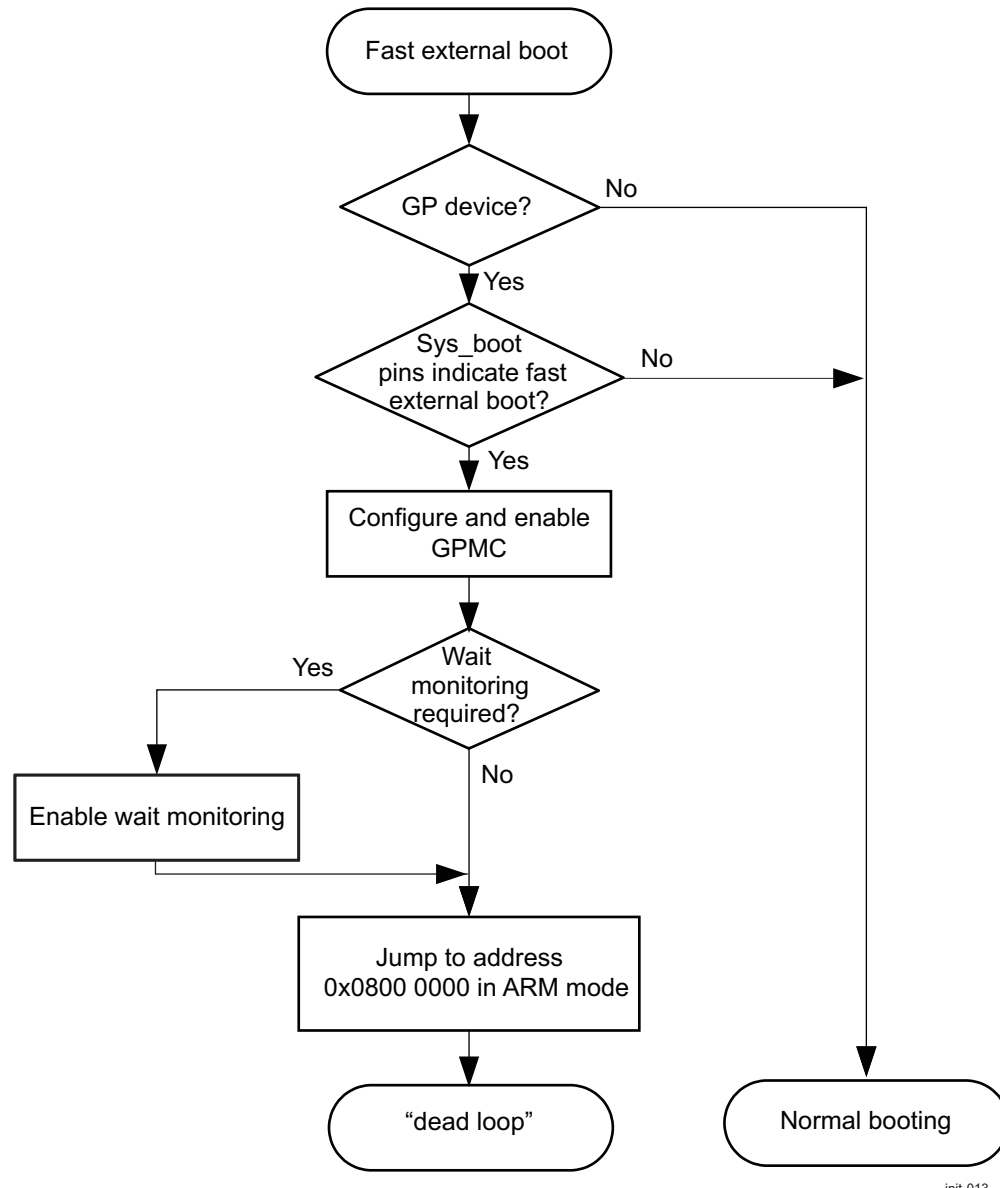 Fast external boot
GP device?
No
Yes
Sys_boot
pins indicate fast
external boot?
No
Yes
Configure and enable
GPMC
Wait
monitoring
required?
Yes
No
Enable wait monitoring
Jump to address
0x0800 0000 in ARM mode
“dead loop”
Normal booting
init-013